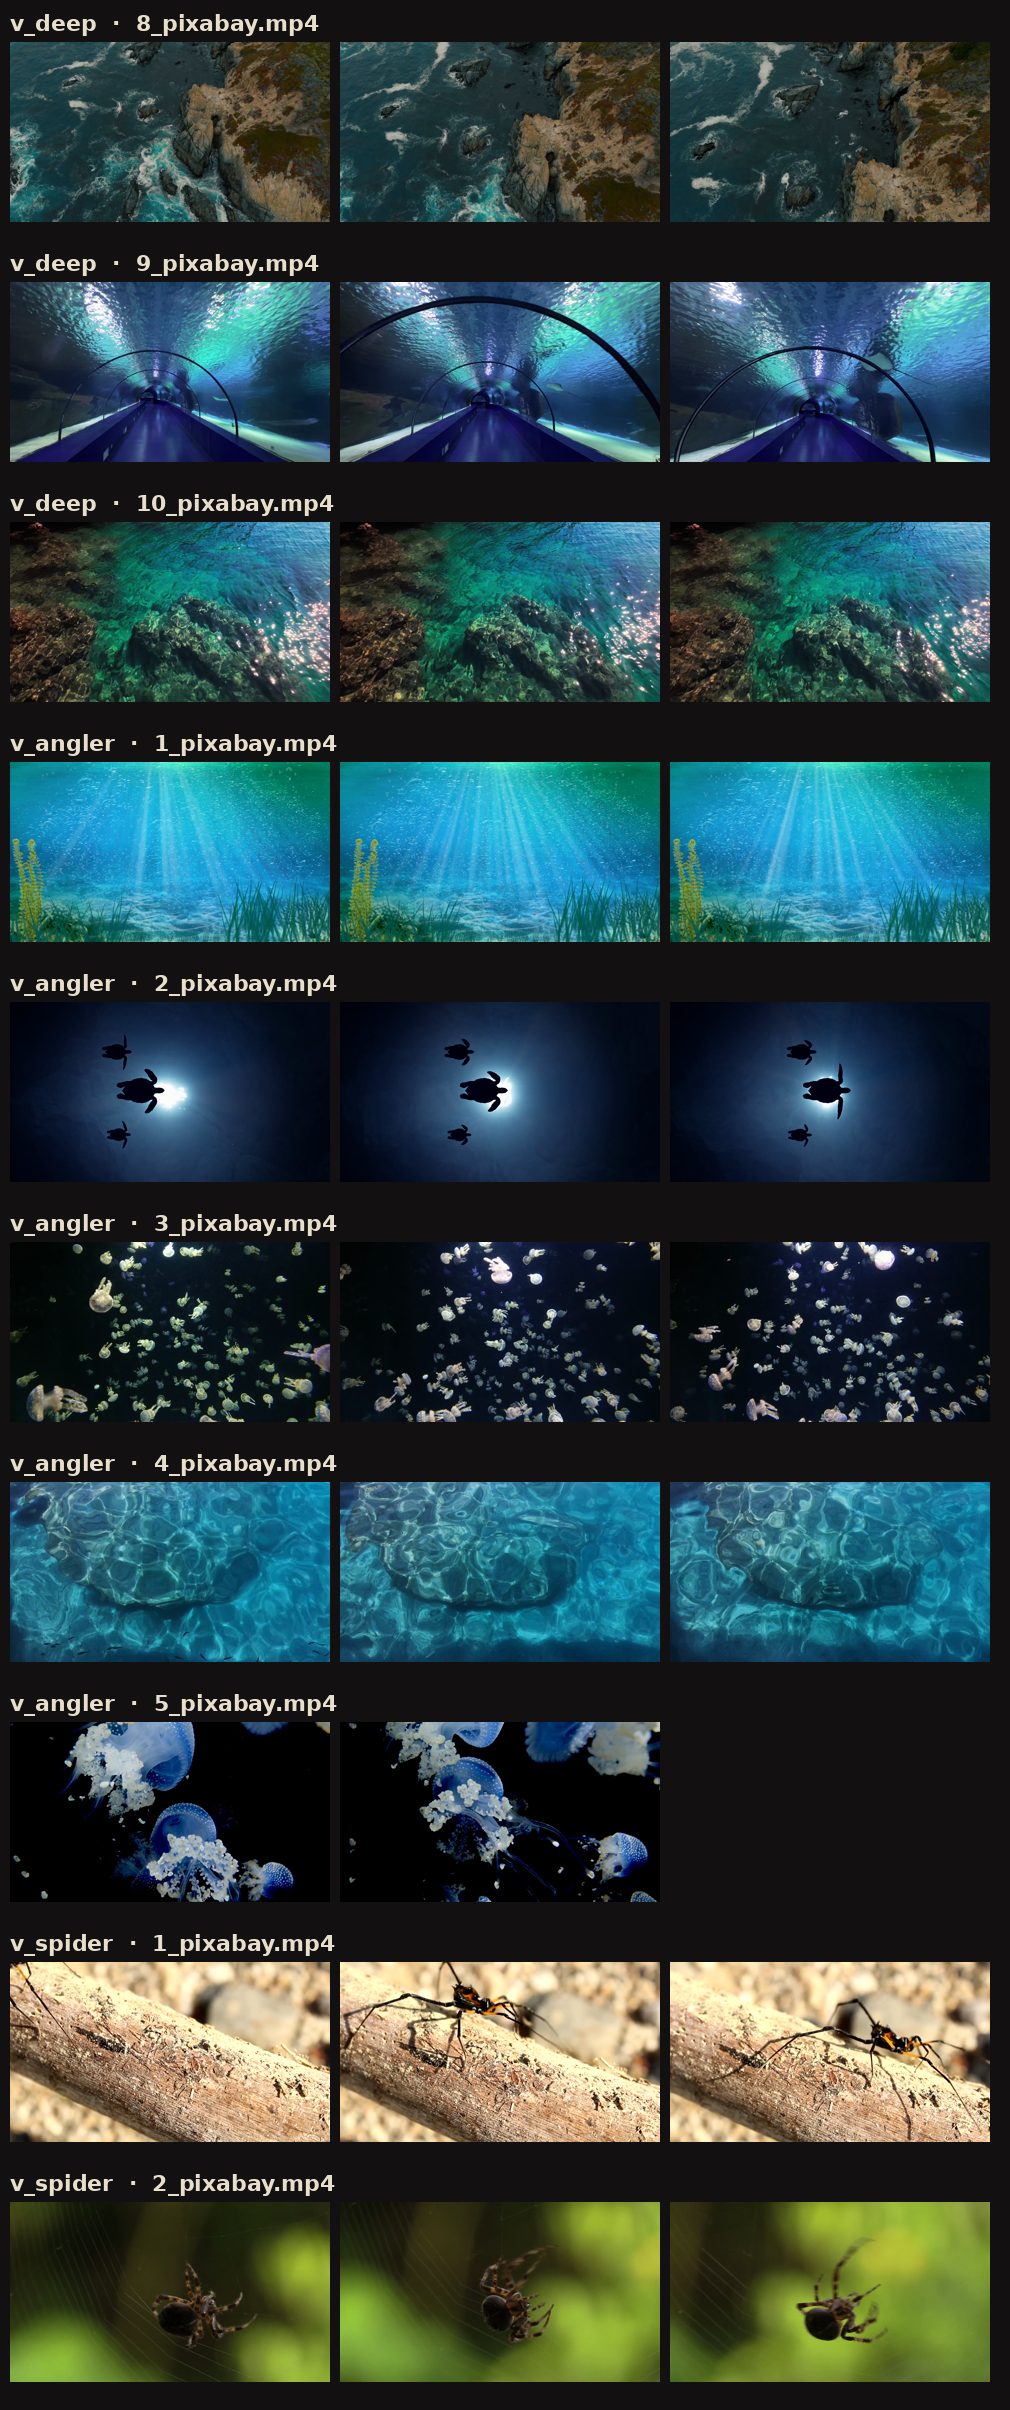 v_deep · 8_pixabay.mp4
v_deep · 9_pixabay.mp4
v_deep · 10_pixabay.mp4
v_angler · 1_pixabay.mp4
v_angler · 2_pixabay.mp4
v_angler · 3_pixabay.mp4
v_angler · 4_pixabay.mp4
v_angler · 5_pixabay.mp4
v_spider · 1_pixabay.mp4
v_spider · 2_pixabay.mp4